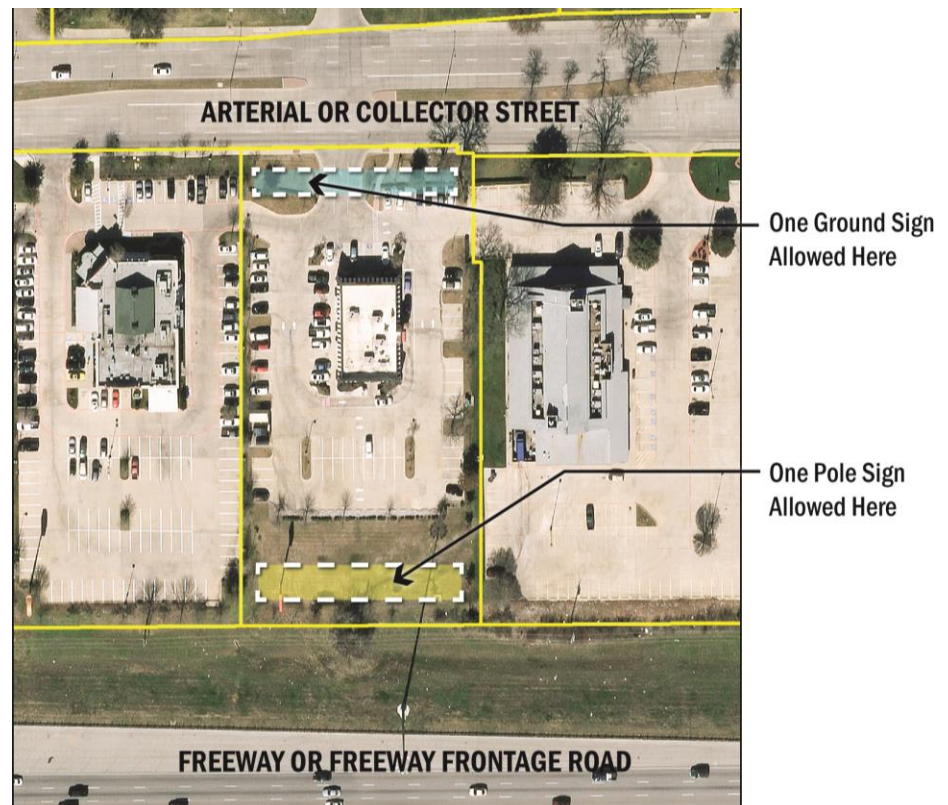 ARTERIAL OR COLLECTOR STREET
One Ground Sign
Allowed Here
One Pole Sign
Allowed Here
FREEWAY OR FREEWAY FRONTAGE ROAD